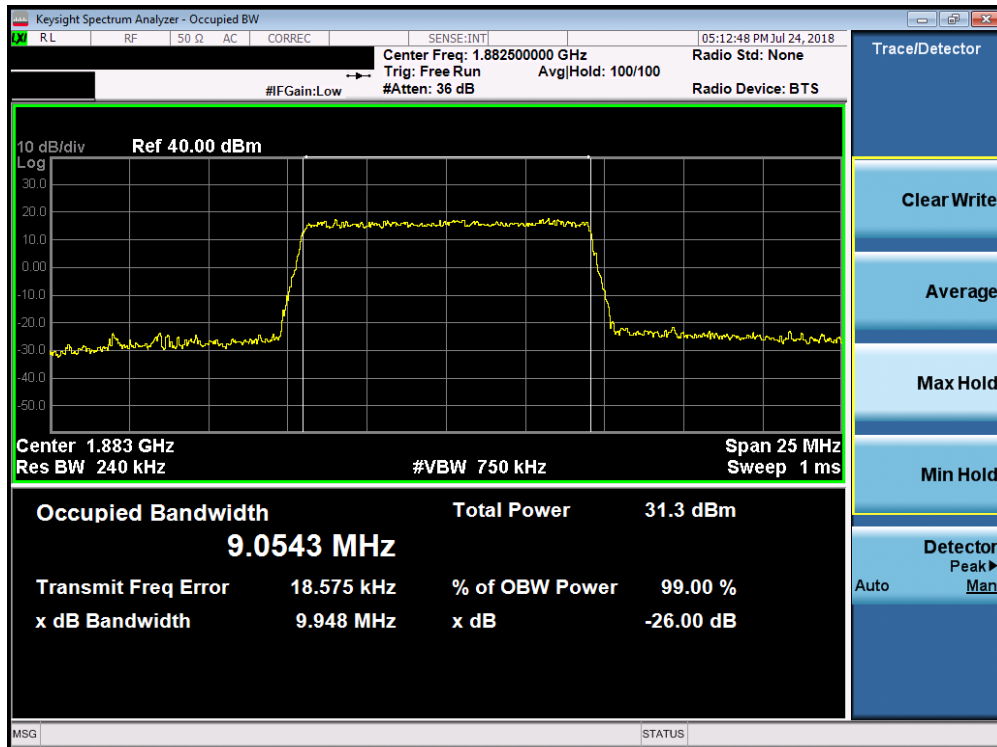 Keysight Spectrum Analyzer - Occupied BW
LXI RL RF 50 Ω AC CORREC SENSE:INT 05:12:48 PM Jul 24, 2018
Center Freq: 1.882500000 GHz Radio Std: None
Trig: Free Run Avg|Hold: 100/100
#IFGain:Low #Atten: 36 dB Radio Device: BTS
Trace/Detector
10 dB/div Ref 40.00 dBm
Log
30.0
20.0
10.0
0.00
-10.0
-20.0
-30.0
-40.0
-50.0
Center 1.883 GHz Span 25 MHz
Res BW 240 kHz #VBW 750 kHz Sweep 1 ms
Occupied Bandwidth Total Power 31.3 dBm
9.0543 MHz
Transmit Freq Error 18.575 kHz % of OBW Power 99.00 %
x dB Bandwidth 9.948 MHz x dB -26.00 dB
Clear Write
Average
Max Hold
Min Hold
Detector
Peak▶
Auto Man
MSG STATUS